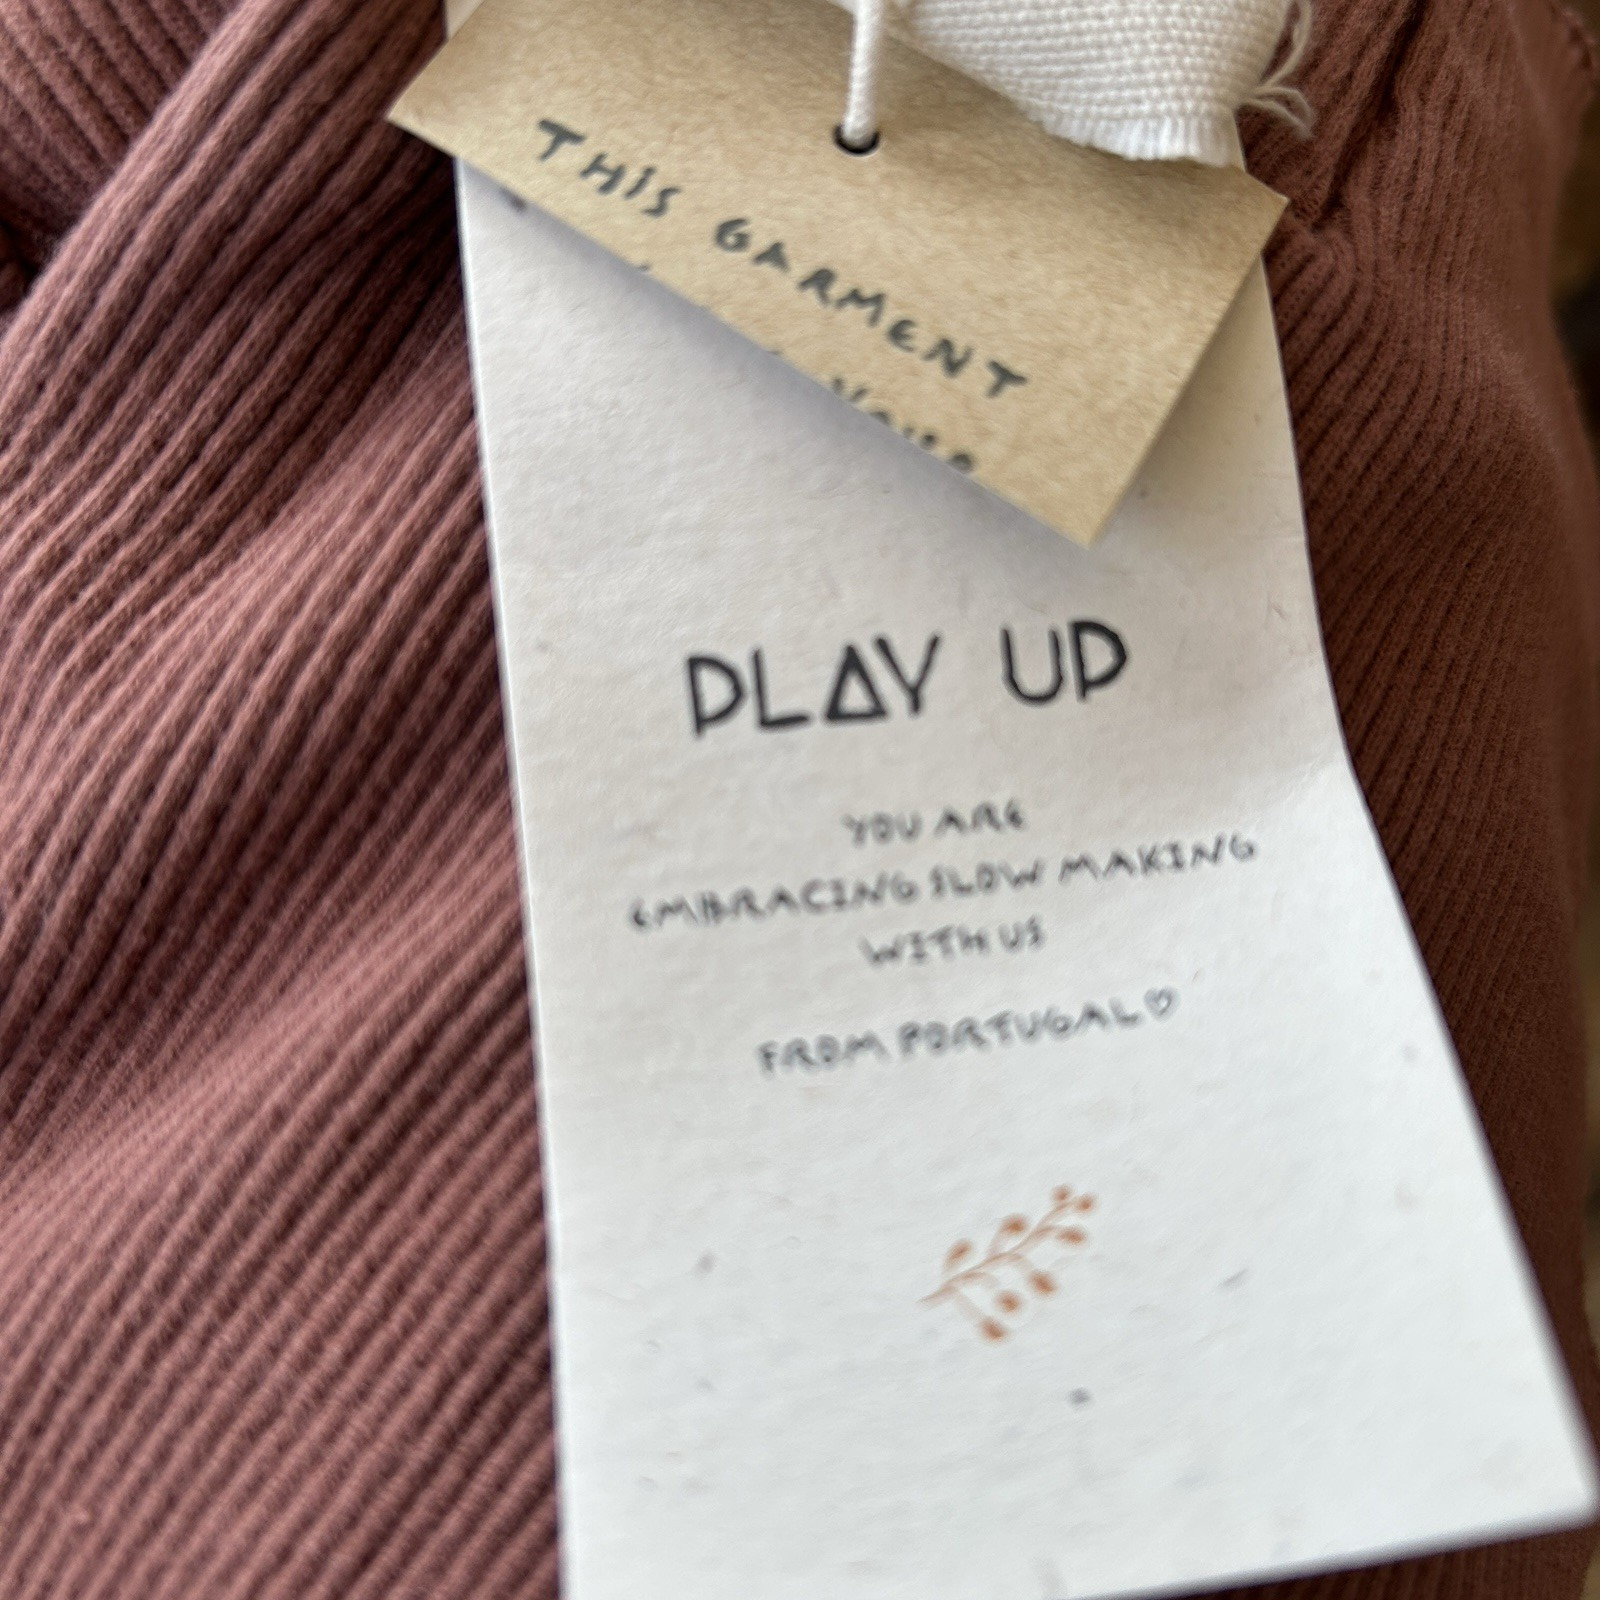 THiS GARMENT
PLAY UP
YOU ARE
EMBRACING SLOW MAKING
WITH US
FROM PORTUGAL♡